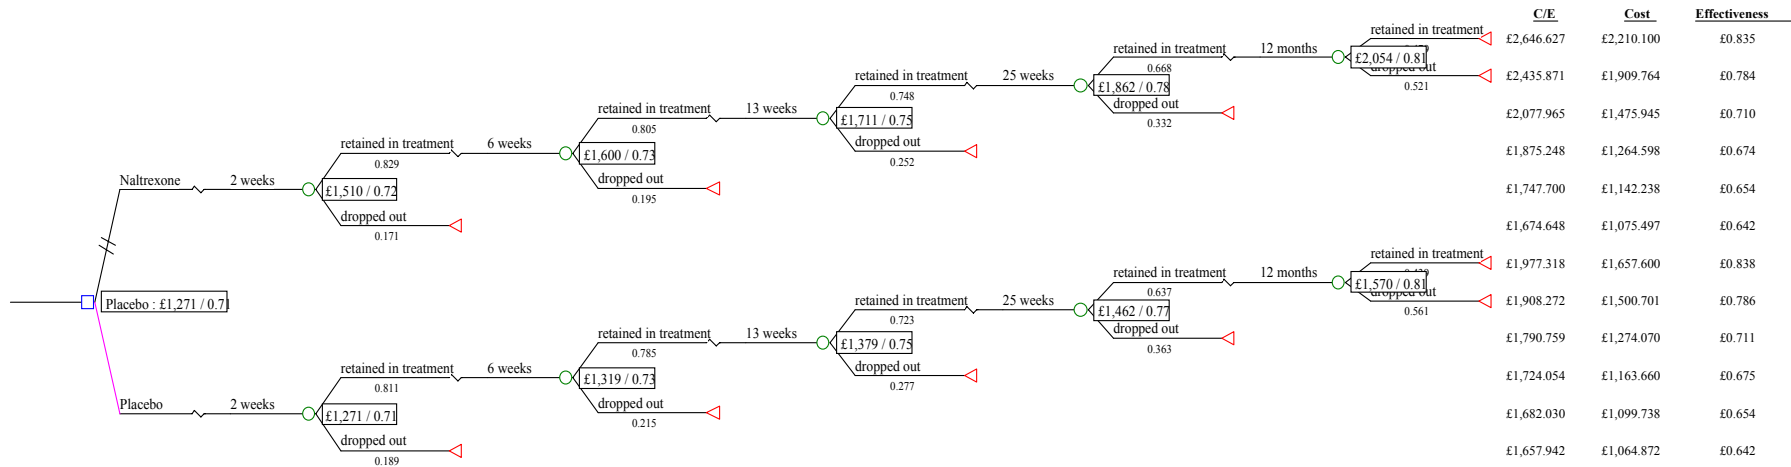 C/E Cost Effectiveness
retained in treatment
£2,646.627 £2,210.100 £0.835
retained in treatment 12 months
0.668
£2,054 / 0.81
dropped out
0.521
£2,435.871 £1,909.764 £0.784
retained in treatment 25 weeks
0.748
£1,862 / 0.78
dropped out
0.332
£2,077.965 £1,475.945 £0.710
retained in treatment 13 weeks
0.805
£1,711 / 0.75
dropped out
0.252
£1,875.248 £1,264.598 £0.674
retained in treatment 6 weeks
0.829
£1,600 / 0.73
dropped out
0.195
£1,747.700 £1,142.238 £0.654
Naltrexone 2 weeks
£1,510 / 0.72
dropped out
0.171
£1,674.648 £1,075.497 £0.642
Placebo : £1,271 / 0.71
retained in treatment
£1,977.318 £1,657.600 £0.838
retained in treatment 12 months
0.637
£1,570 / 0.81
dropped out
0.561
£1,908.272 £1,500.701 £0.786
retained in treatment 25 weeks
0.723
£1,462 / 0.77
dropped out
0.363
£1,790.759 £1,274.070 £0.711
retained in treatment 13 weeks
0.785
£1,379 / 0.75
dropped out
0.277
£1,724.054 £1,163.660 £0.675
retained in treatment 6 weeks
0.811
£1,319 / 0.73
dropped out
0.215
£1,682.030 £1,099.738 £0.654
Placebo 2 weeks
£1,271 / 0.71
dropped out
0.189
£1,657.942 £1,064.872 £0.642